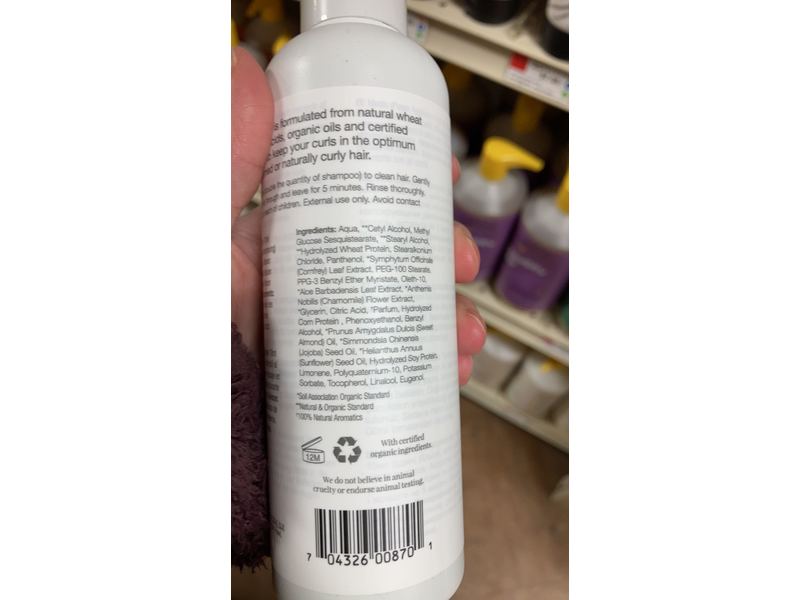 is formulated from natural wheat
organic oils and certified
keep your curls in the optimum
or naturally curly hair.
the quantity of shampoo) to clean hair. Gently
through and leave for 5 minutes. Rinse thoroughly,
of children. External use only. Avoid contact
Ingredients: Aqua, **Cetyl Alcohol, Methyl
Glucose Sesquistearate, **Stearyl Alcohol,
**Hydrolyzed Wheat Protein, Stearalkonium
Chloride, Panthenol, *Symphytum Officinale
(Comfrey) Leaf Extract, PEG-100 Stearate,
PPG-3 Benzyl Ether Myristate, Oleth-10,
*Aloe Barbadensis Leaf Extract, *Anthemis
Nobilis (Chamomile) Flower Extract,
*Glycerin, Citric Acid, °Parfum, Hydrolyzed
Corn Protein , Phenoxyethanol, Benzyl
Alcohol, *Prunus Amygdalus Dulcis (Sweet
Almond) Oil, *Simmondsia Chinensis
(Jojoba) Seed Oil, *Helianthus Annuus
(Sunflower) Seed Oil, Hydrolyzed Soy Protein,
Limonene, Polyquaternium-10, Potassium
Sorbate, Tocopherol, Linalool, Eugenol.
*Soil Association Organic Standard
**Natural & Organic Standard
°100% Natural Aromatics
12M
With certified
organic ingredients.
We do not believe in animal
cruelty or endorse animal testing.
7 04326 00870 1